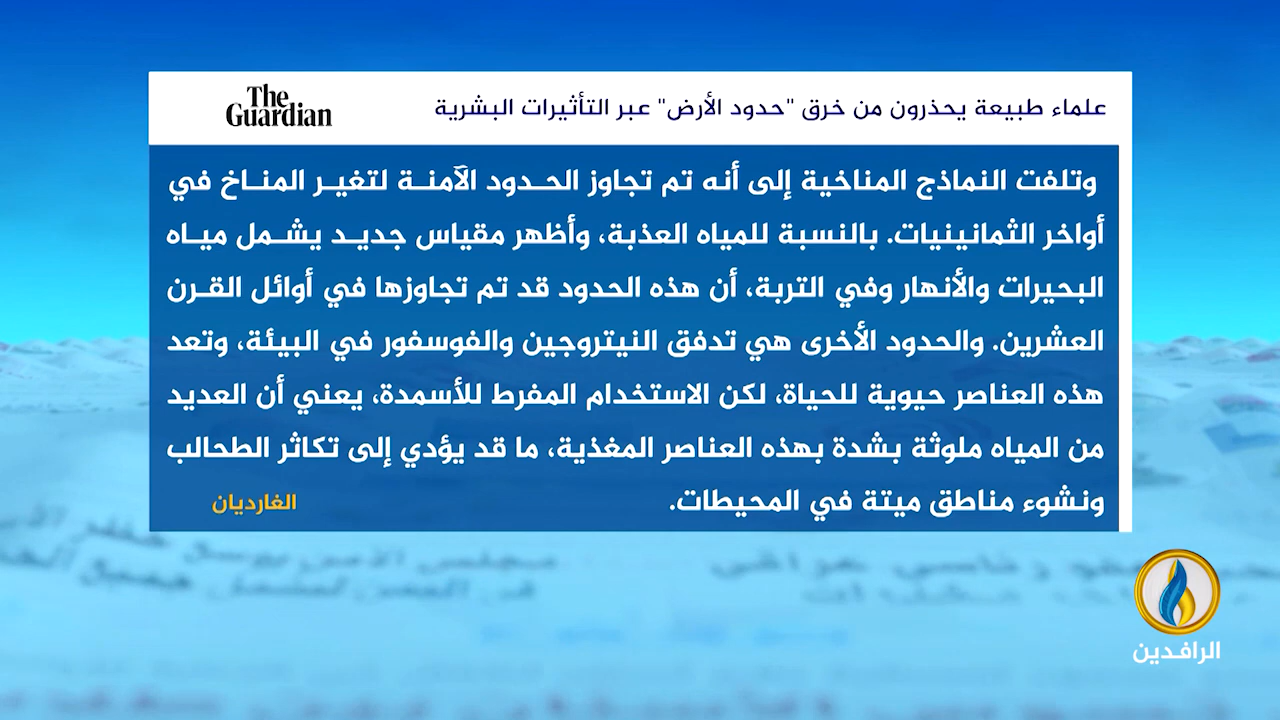 The
Guardian
علماء طبيعة يحذرون من خرق "حدود الأرض" عبر التأثيرات البشرية
وتلفت النماذج المناخية إلى أنه تم تجاوز الحدود الآمنة لتغير المناخ في
أواخر الثمانينيات. بالنسبة للمياه العذبة، وأظهر مقياس جديد يشمل مياه
البحيرات والأنهار وفي التربة، أن هذه الحدود قد تم تجاوزها في أوائل القرن
العشرين. والحدود الأخرى هي تدفق النيتروجين والفوسفور في البيئة، وتعد
هذه العناصر حيوية للحياة، لكن الاستخدام المفرط للأسمدة، يعني أن العديد
من المياه ملوثة بشدة بهذه العناصر المغذية، ما قد يؤدي إلى تكاثر الطحالب
ونشوء مناطق ميتة في المحيطات.
الغارديان
الرافدين